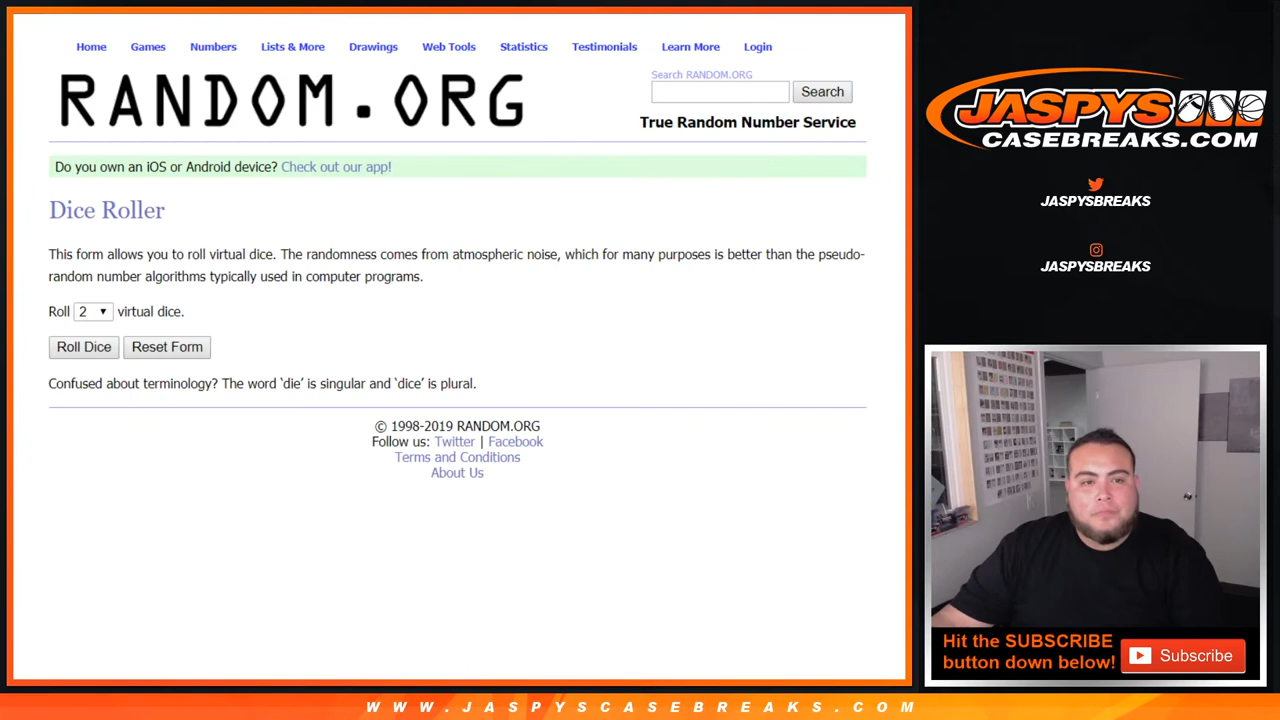 Home Games Numbers Lists & More Drawings Web Tools Statistics Testimonials Learn More Login
RANDOM.ORG
Search RANDOM.ORG
Search
True Random Number Service
Do you own an iOS or Android device? Check out our app!
Dice Roller
This form allows you to roll virtual dice. The randomness comes from atmospheric noise, which for many purposes is better than the pseudo-
random number algorithms typically used in computer programs.
Roll 2 virtual dice.
Roll Dice Reset Form
Confused about terminology? The word ‘die’ is singular and ‘dice’ is plural.
© 1998-2019 RANDOM.ORG
Follow us: Twitter | Facebook
Terms and Conditions
About Us
JASPYS
CASEBREAKS.COM
JASPYSBREAKS
JASPYSBREAKS
Hit the SUBSCRIBE
button down below!
Subscribe
WWW.JASPYSCASEBREAKS.COM